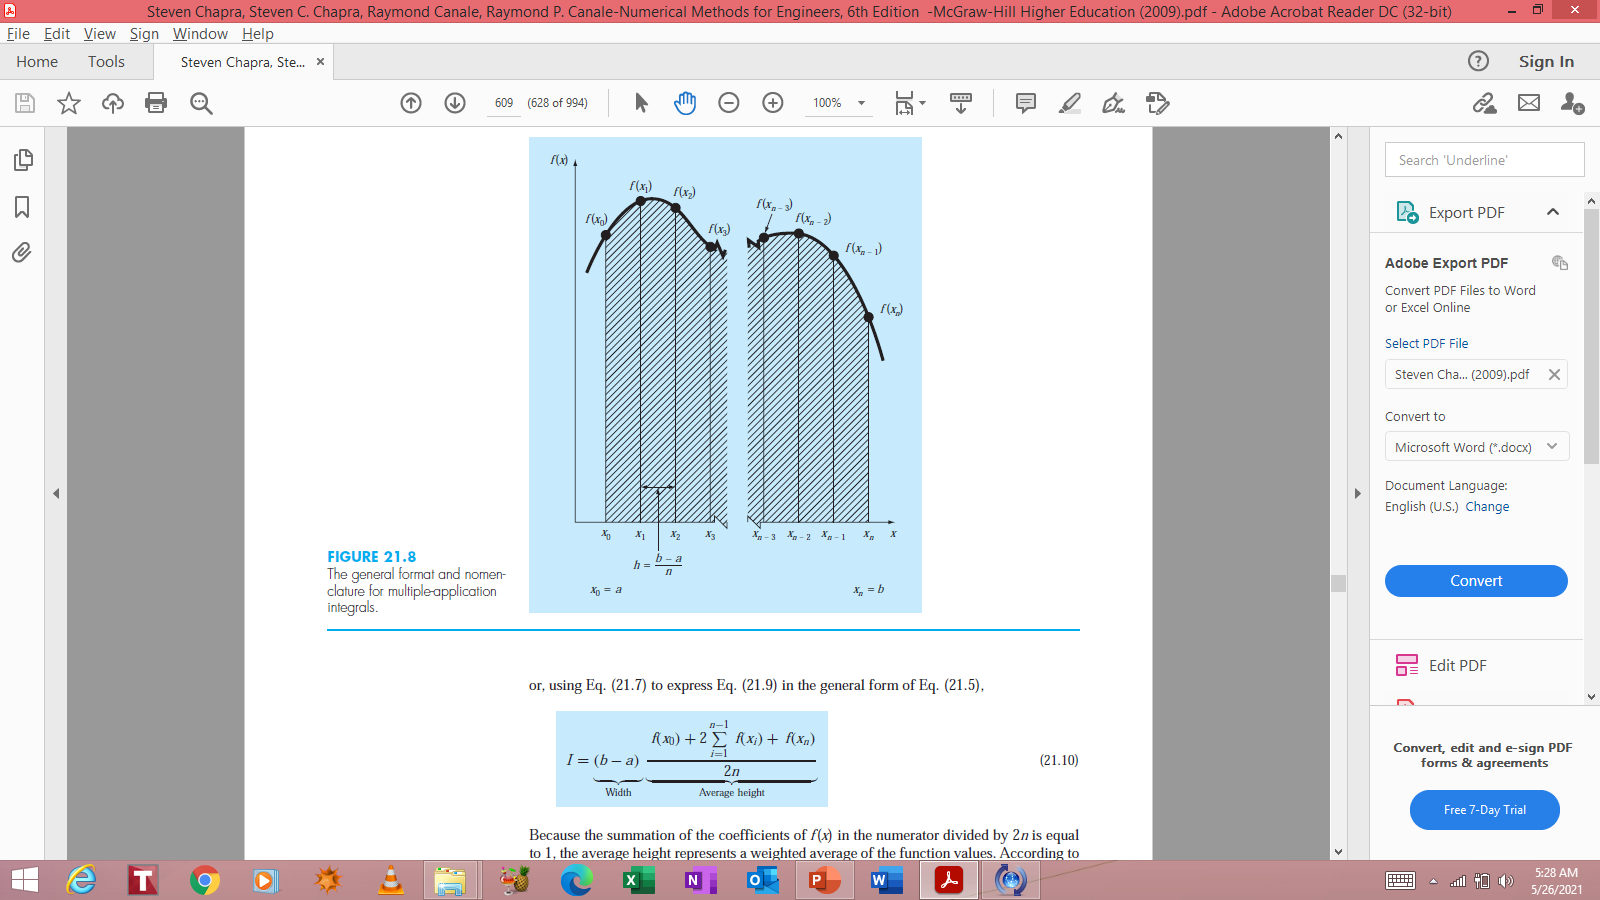 Steven Chapra, Steven C. Chapra, Raymond Canale, Raymond P. Canale-Numerical Methods for Engineers, 6th Edition -McGraw-Hill Higher Education (2009).pdf - Adobe Acrobat Reader DC (32-bit)
File Edit View Sign Window Help
Home Tools Steven Chapra, Ste... × ? Sign In
609 (628 of 994) 100%
f(x)
f(x₀)
f(x₁)
f(x₂)
f(x₃)
f(xₙ₋₃)
f(xₙ₋₂)
f(xₙ₋₁)
f(xₙ)
x₀ x₁ x₂ x₃ xₙ₋₃ xₙ₋₂ xₙ₋₁ xₙ x
h = (b – a)/n
x₀ = a xₙ = b
FIGURE 21.8
The general format and nomen-
clature for multiple-application
integrals.
or, using Eq. (21.7) to express Eq. (21.9) in the general form of Eq. (21.5),
n–1
f(x₀) + 2 ∑ f(xᵢ) + f(xₙ)
i=1
I = (b – a)
2n
(21.10)
Width Average height
Because the summation of the coefficients of f(x) in the numerator divided by 2n is equal
to 1, the average height represents a weighted average of the function values. According to
Search 'Underline'
Export PDF
Adobe Export PDF
Convert PDF Files to Word
or Excel Online
Select PDF File
Steven Cha... (2009).pdf
Convert to
Microsoft Word (*.docx)
Document Language:
English (U.S.) Change
Convert
Edit PDF
Convert, edit and e-sign PDF
forms & agreements
Free 7-Day Trial
5:28 AM
5/26/2021